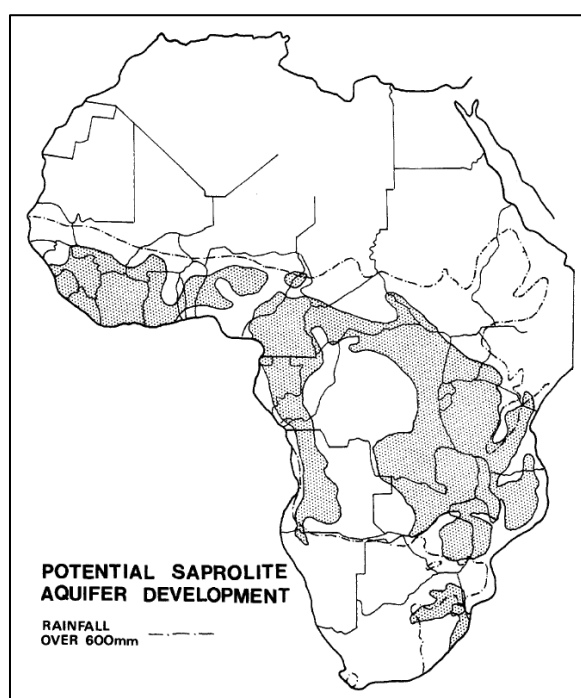 POTENTIAL SAPROLITE
AQUIFER DEVELOPMENT
RAINFALL
OVER 600mm